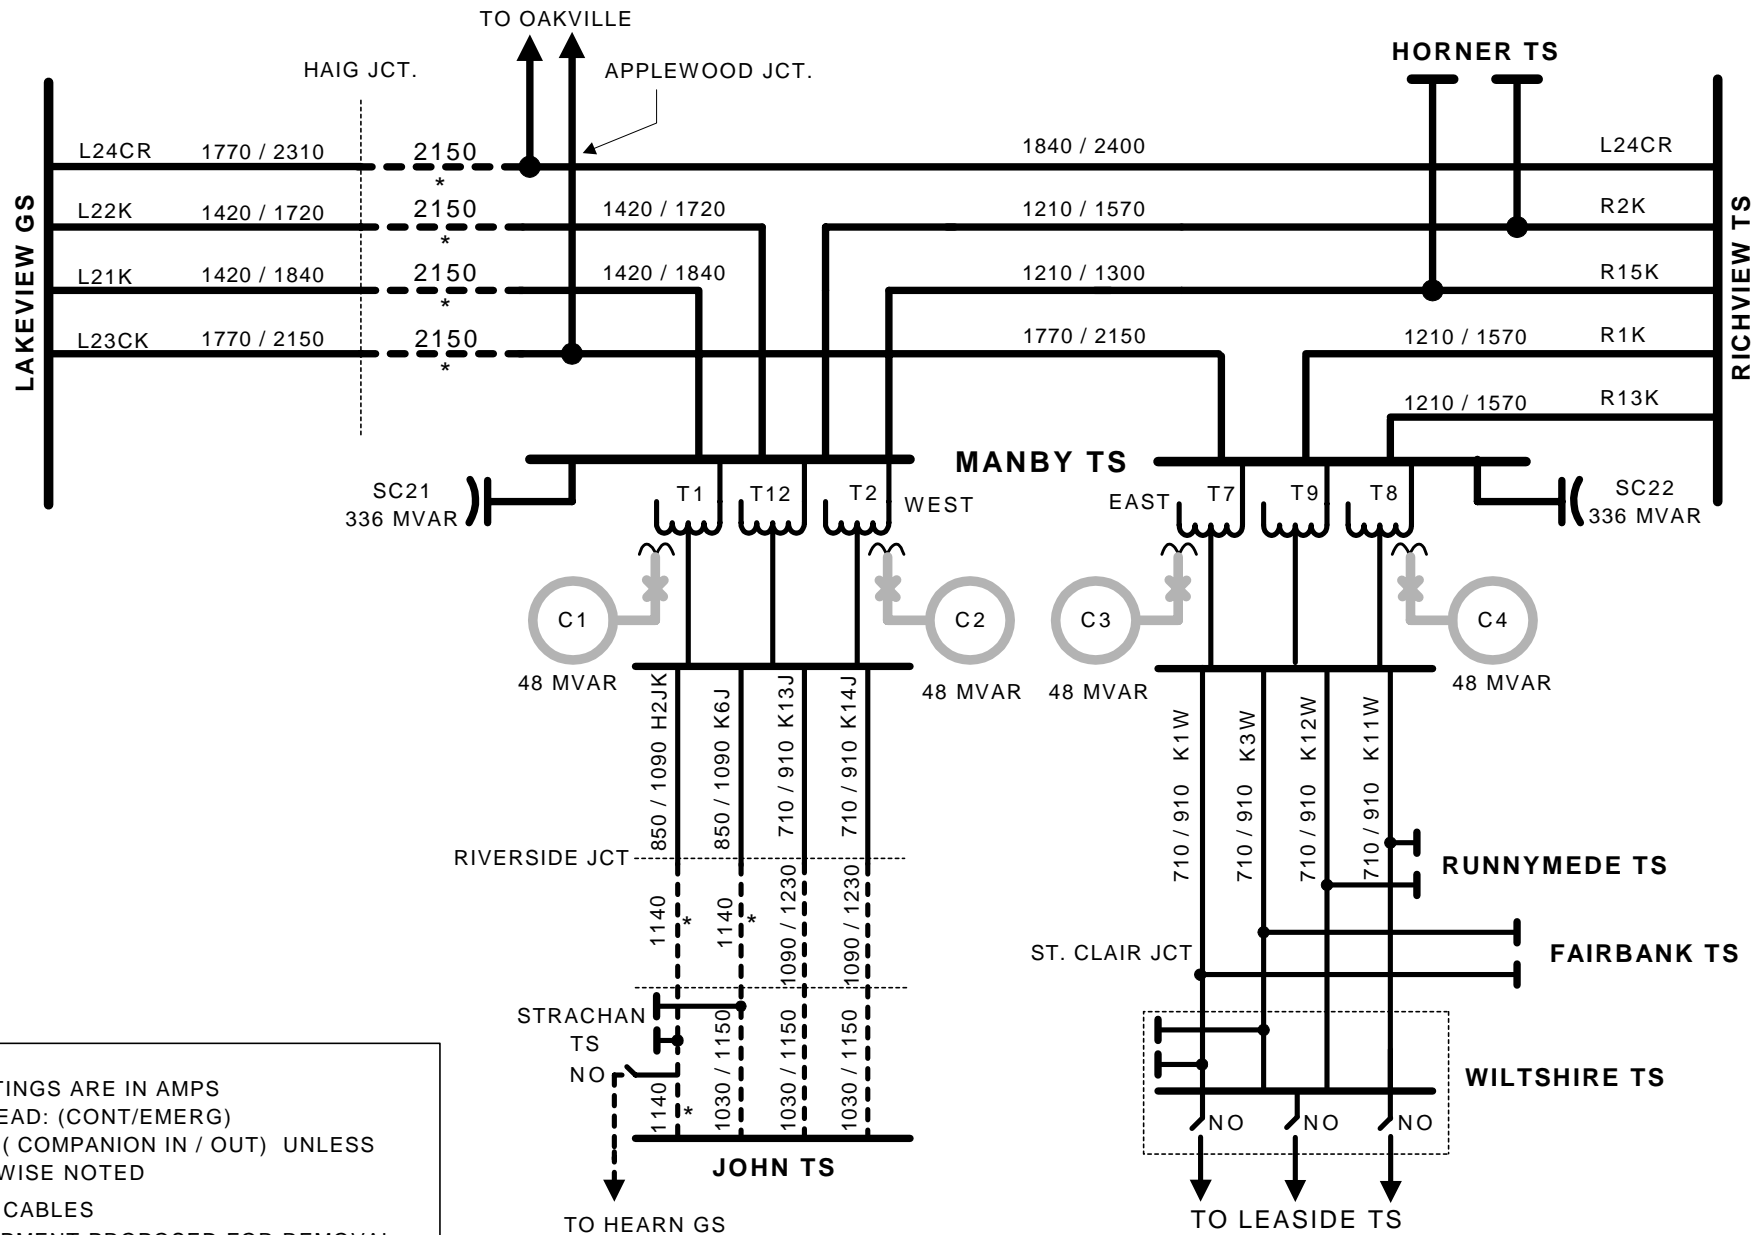 TO OAKVILLE
HAIG JCT.
APPLEWOOD JCT.
HORNER TS
LAKEVIEW GS
RICHVIEW TS
L24CR 1770 / 2310 2150 1840 / 2400 L24CR
*
L22K 1420 / 1720 2150 1420 / 1720 1210 / 1570 R2K
*
L21K 1420 / 1840 2150 1420 / 1840 1210 / 1300 R15K
*
L23CK 1770 / 2150 2150 1770 / 2150 1210 / 1570 R1K
*
1210 / 1570 R13K
MANBY TS
SC21
336 MVAR
T1 T12 T2
WEST
EAST
T7 T9 T8
SC22
336 MVAR
C1 C2 C3 C4
48 MVAR 48 MVAR 48 MVAR 48 MVAR
850 / 1090 H2JK
850 / 1090 K6J
710 / 910 K13J
710 / 910 K14J
710 / 910 K1W
710 / 910 K3W
710 / 910 K12W
710 / 910 K11W
RIVERSIDE JCT
1140 *
1140 *
1090 / 1230
1090 / 1230
RUNNYMEDE TS
FAIRBANK TS
ST. CLAIR JCT
STRACHAN
TS
NO
1140 *
1030 / 1150
1030 / 1150
1030 / 1150
WILTSHIRE TS
NO NO NO
JOHN TS
TO HEARN GS
TO LEASIDE TS
TINGS ARE IN AMPS
EAD: (CONT/EMERG)
( COMPANION IN / OUT) UNLESS
WISE NOTED
CABLES